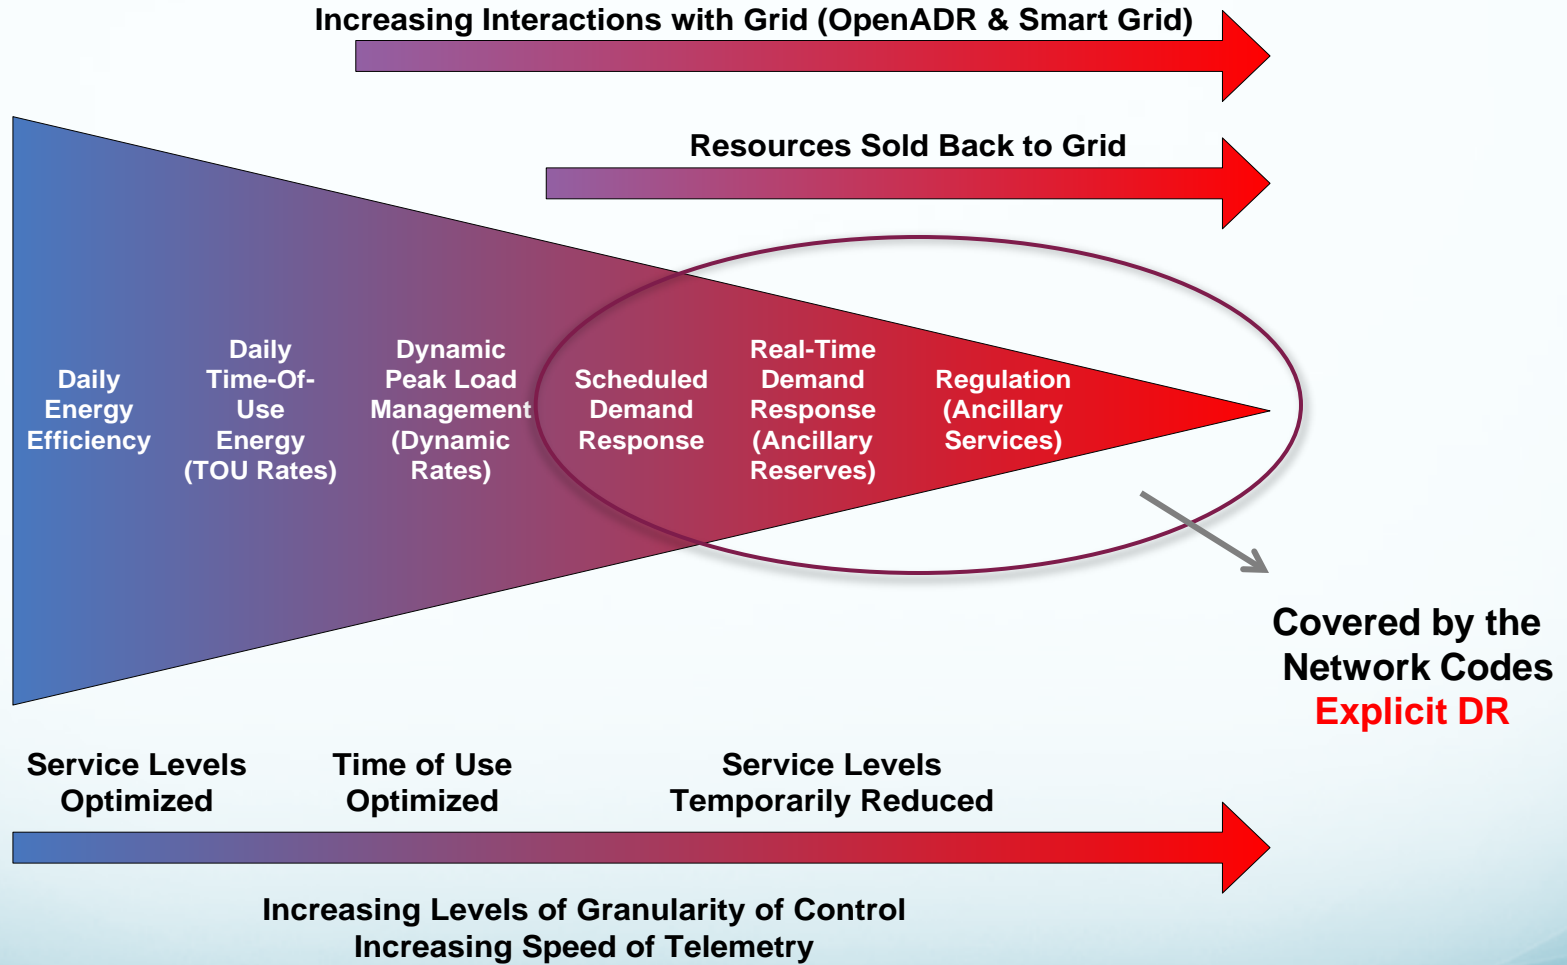 Increasing Interactions with Grid (OpenADR & Smart Grid)
Resources Sold Back to Grid
Daily
Energy
Efficiency
Daily
Time-Of-
Use
Energy
(TOU Rates)
Dynamic
Peak Load
Management
(Dynamic
Rates)
Scheduled
Demand
Response
Real-Time
Demand
Response
(Ancillary
Reserves)
Regulation
(Ancillary
Services)
Covered by the
Network Codes
Explicit DR
Service Levels
Optimized
Time of Use
Optimized
Service Levels
Temporarily Reduced
Increasing Levels of Granularity of Control
Increasing Speed of Telemetry